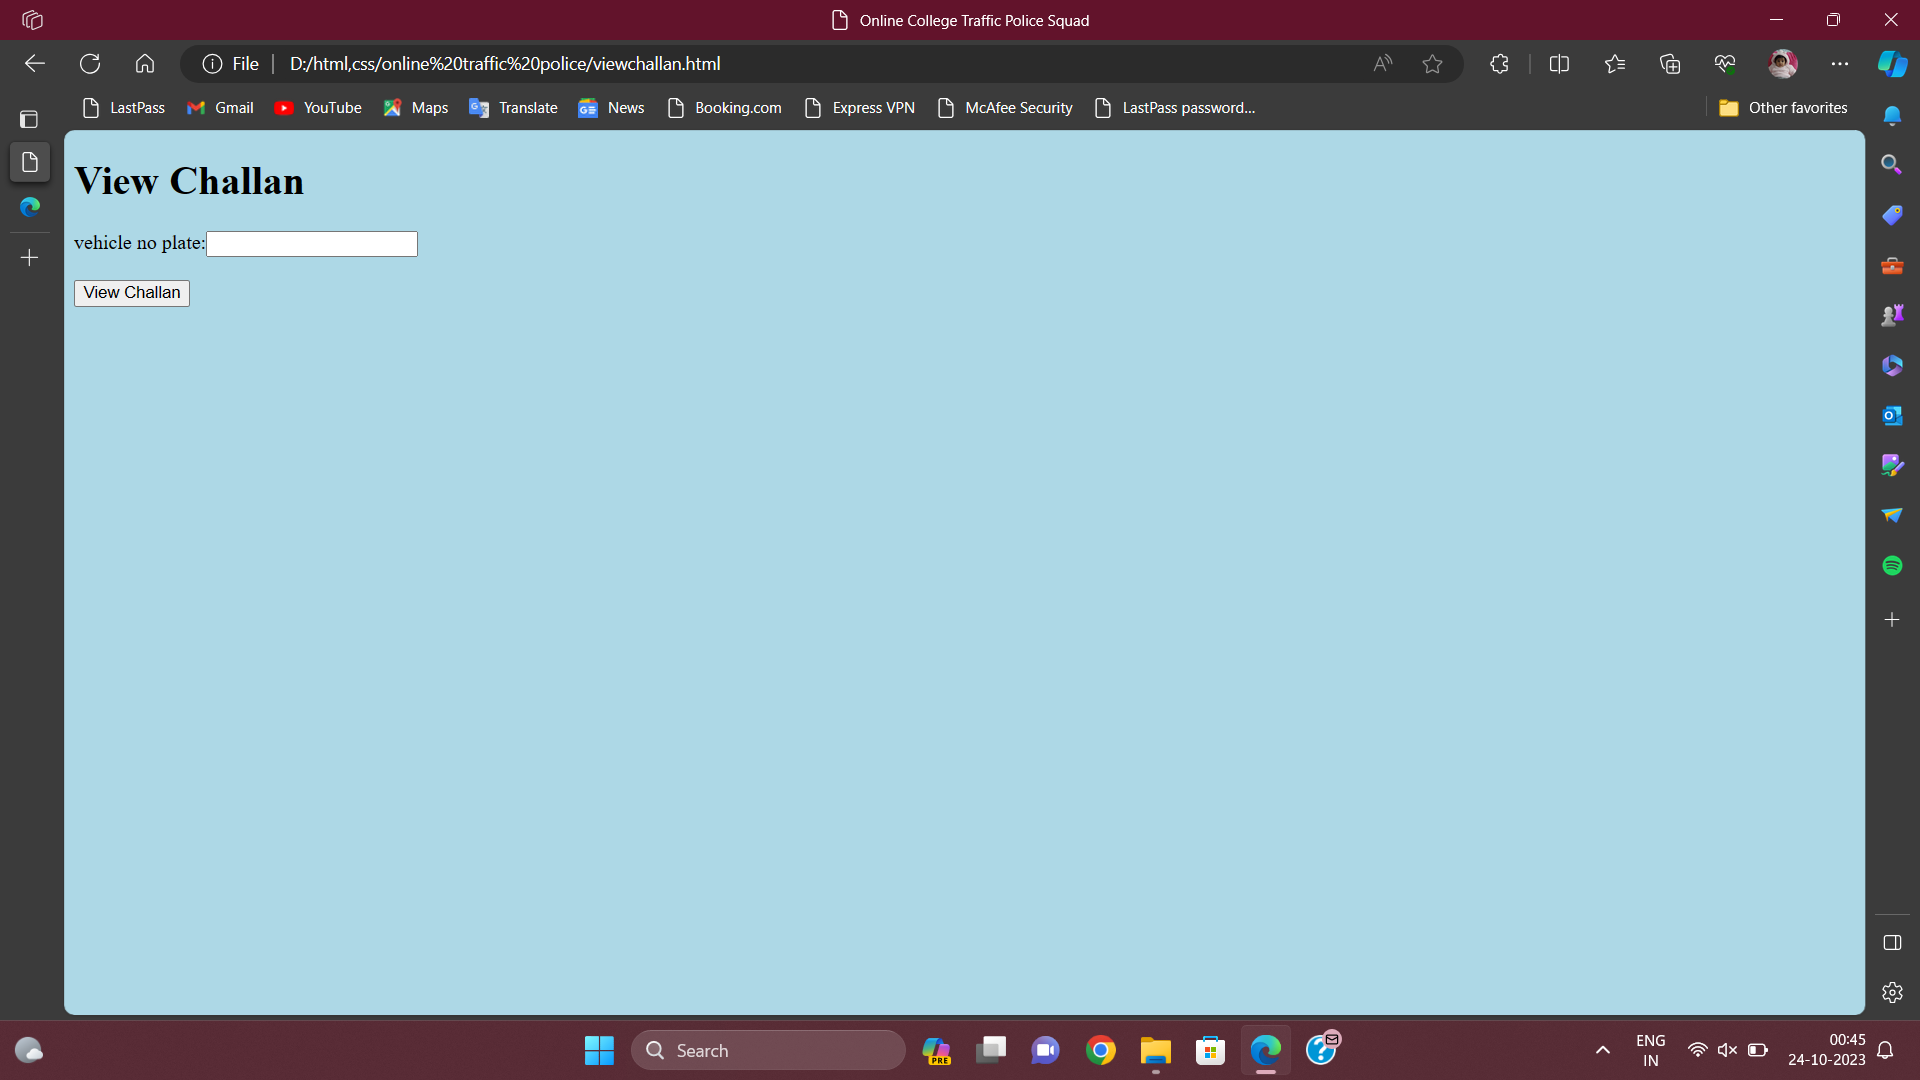 Online College Traffic Police Squad
File D:/html,css/online%20traffic%20police/viewchallan.html
LastPass Gmail YouTube Maps Translate News Booking.com Express VPN McAfee Security LastPass password... Other favorites
View Challan
vehicle no plate:
View Challan
Search
PRE
ENG
IN
00:45
24-10-2023